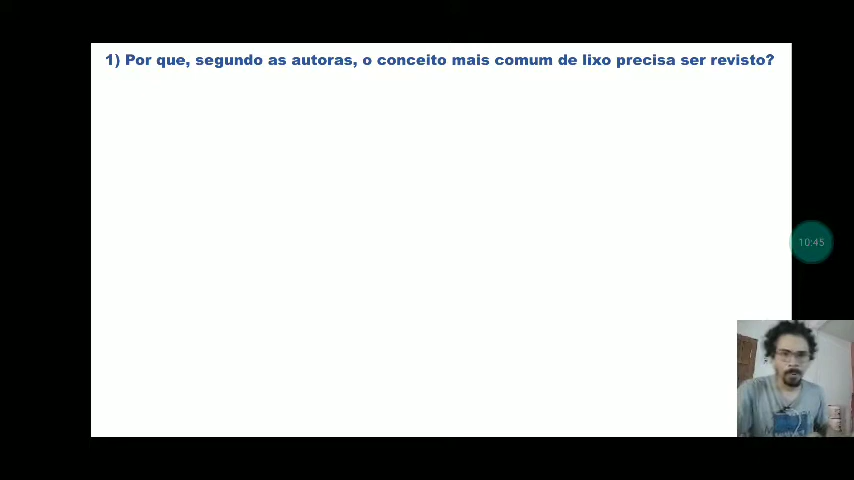 1) Por que, segundo as autoras, o conceito mais comum de lixo precisa ser revisto?
10:45